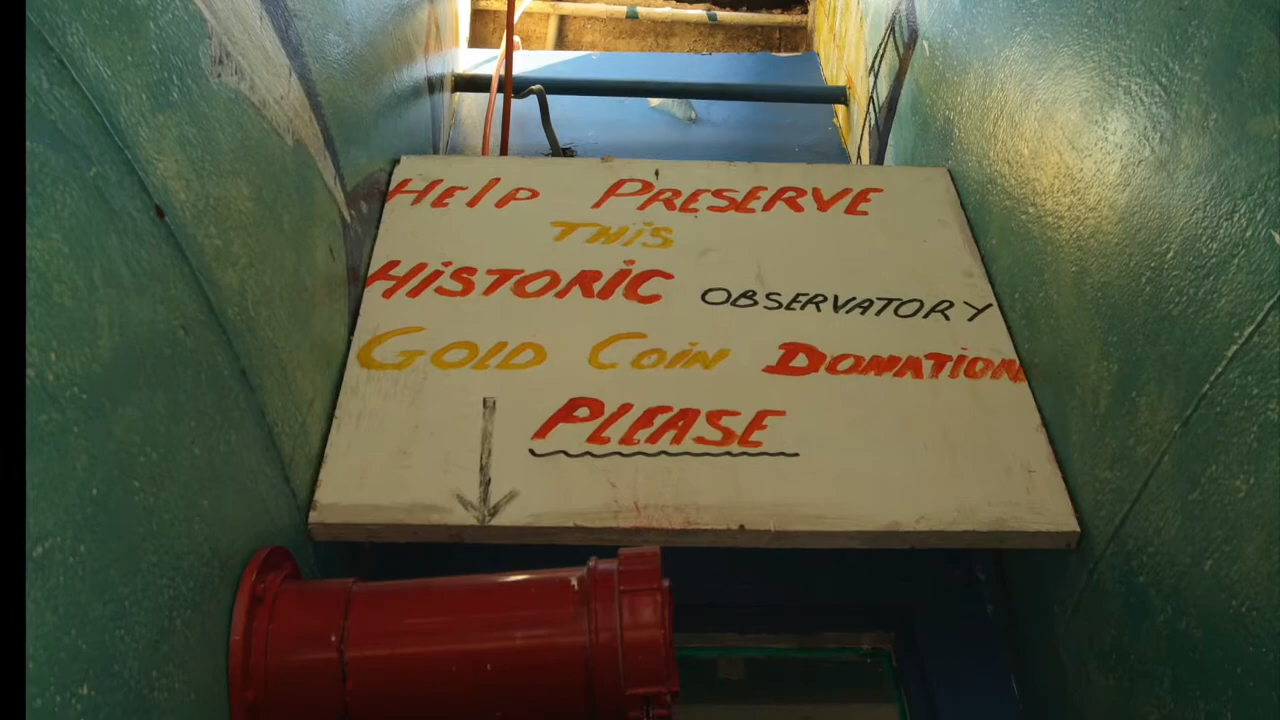 HElp PRESERVE
THiS
HiSTORiC OBSERVATORY
GOlD COiN DONATiON
PLEASE